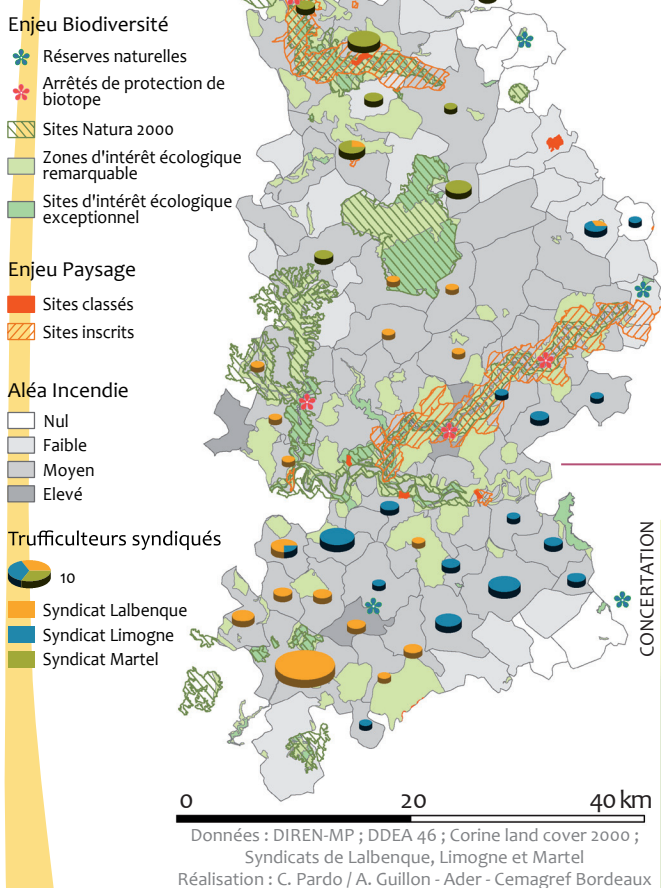 Enjeu Biodiversité
Réserves naturelles
Arrêtés de protection de
biotope
Sites Natura 2000
Zones d'intérêt écologique
remarquable
Sites d'intérêt écologique
exceptionnel
Enjeu Paysage
Sites classés
Sites inscrits
Aléa Incendie
Nul
Faible
Moyen
Elevé
Trufficulteurs syndiqués
10
Syndicat Lalbenque
Syndicat Limogne
Syndicat Martel
CONCERTATION
0 20 40 km
Données : DIREN-MP ; DDEA 46 ; Corine land cover 2000 ;
Syndicats de Lalbenque, Limogne et Martel
Réalisation : C. Pardo / A. Guillon - Ader - Cemagref Bordeaux